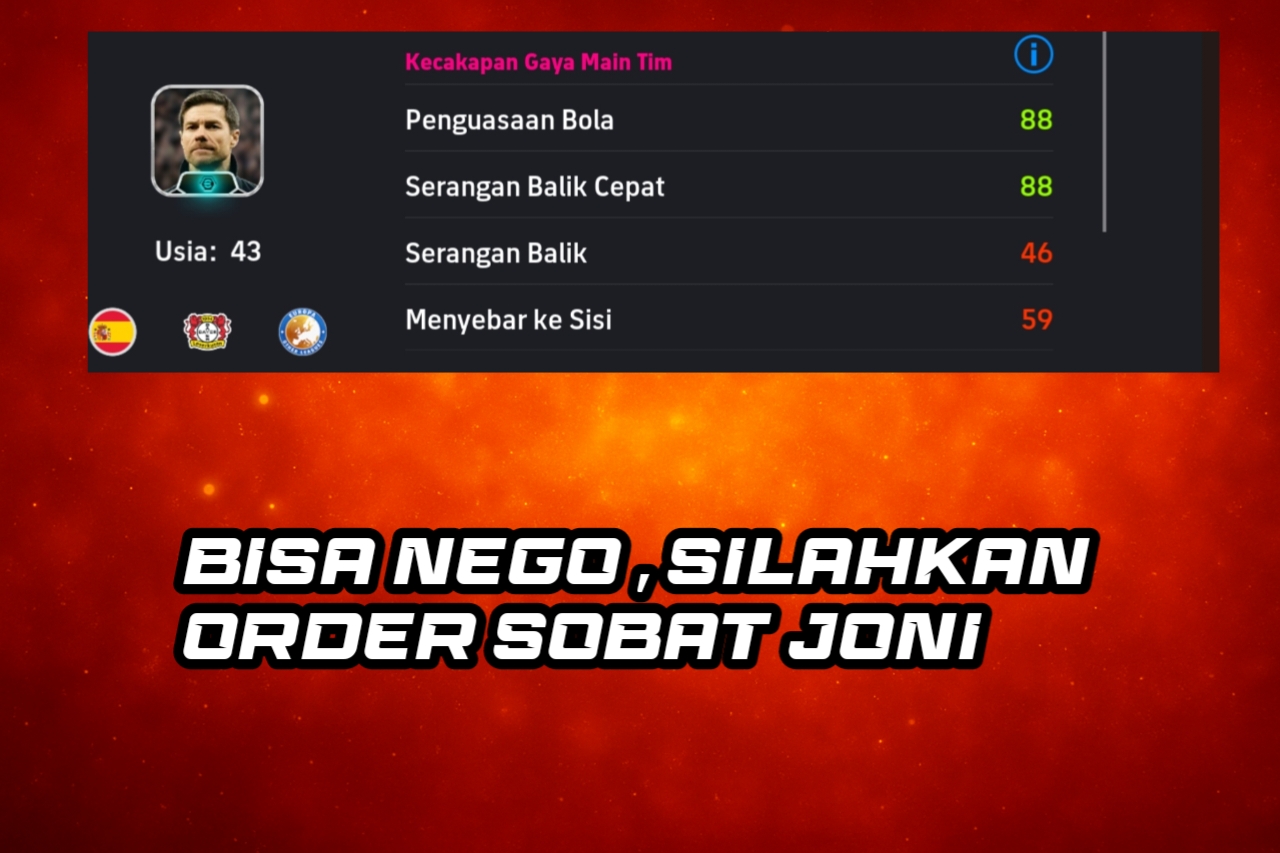 Kecakapan Gaya Main Tim
Penguasaan Bola 88
Serangan Balik Cepat 88
Serangan Balik 46
Menyebar ke Sisi 59
Usia: 43
BISA NEGO , SILAHKAN
ORDER SOBAT JONI